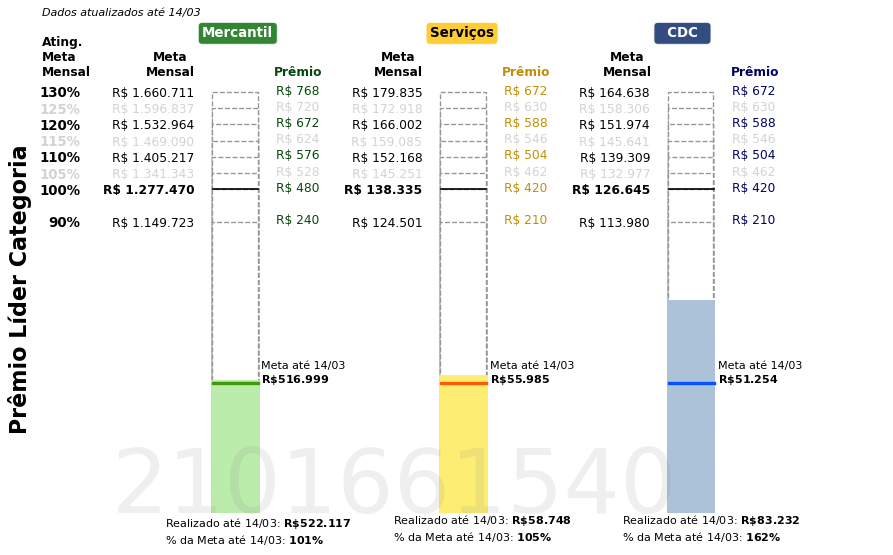 Dados atualizados até 14/03
Mercantil Serviços CDC
Ating. Meta Mensal Meta Mensal Prêmio Meta Mensal Prêmio Meta Mensal Prêmio
130% R$ 1.660.711 R$ 768 R$ 179.835 R$ 672 R$ 164.638 R$ 672
125% R$ 1.596.837 R$ 720 R$ 172.918 R$ 630 R$ 158.306 R$ 630
120% R$ 1.532.964 R$ 672 R$ 166.002 R$ 588 R$ 151.974 R$ 588
115% R$ 1.469.090 R$ 624 R$ 159.085 R$ 546 R$ 145.641 R$ 546
110% R$ 1.405.217 R$ 576 R$ 152.168 R$ 504 R$ 139.309 R$ 504
105% R$ 1.341.343 R$ 528 R$ 145.251 R$ 462 R$ 132.977 R$ 462
100% R$ 1.277.470 R$ 480 R$ 138.335 R$ 420 R$ 126.645 R$ 420
90% R$ 1.149.723 R$ 240 R$ 124.501 R$ 210 R$ 113.980 R$ 210
Prêmio Líder Categoria
Meta até 14/03 Meta até 14/03 Meta até 14/03
R$516.999 R$55.985 R$51.254
2101661540
Realizado até 14/03: R$522.117 Realizado até 14/03: R$58.748 Realizado até 14/03: R$83.232
% da Meta até 14/03: 101% % da Meta até 14/03: 105% % da Meta até 14/03: 162%